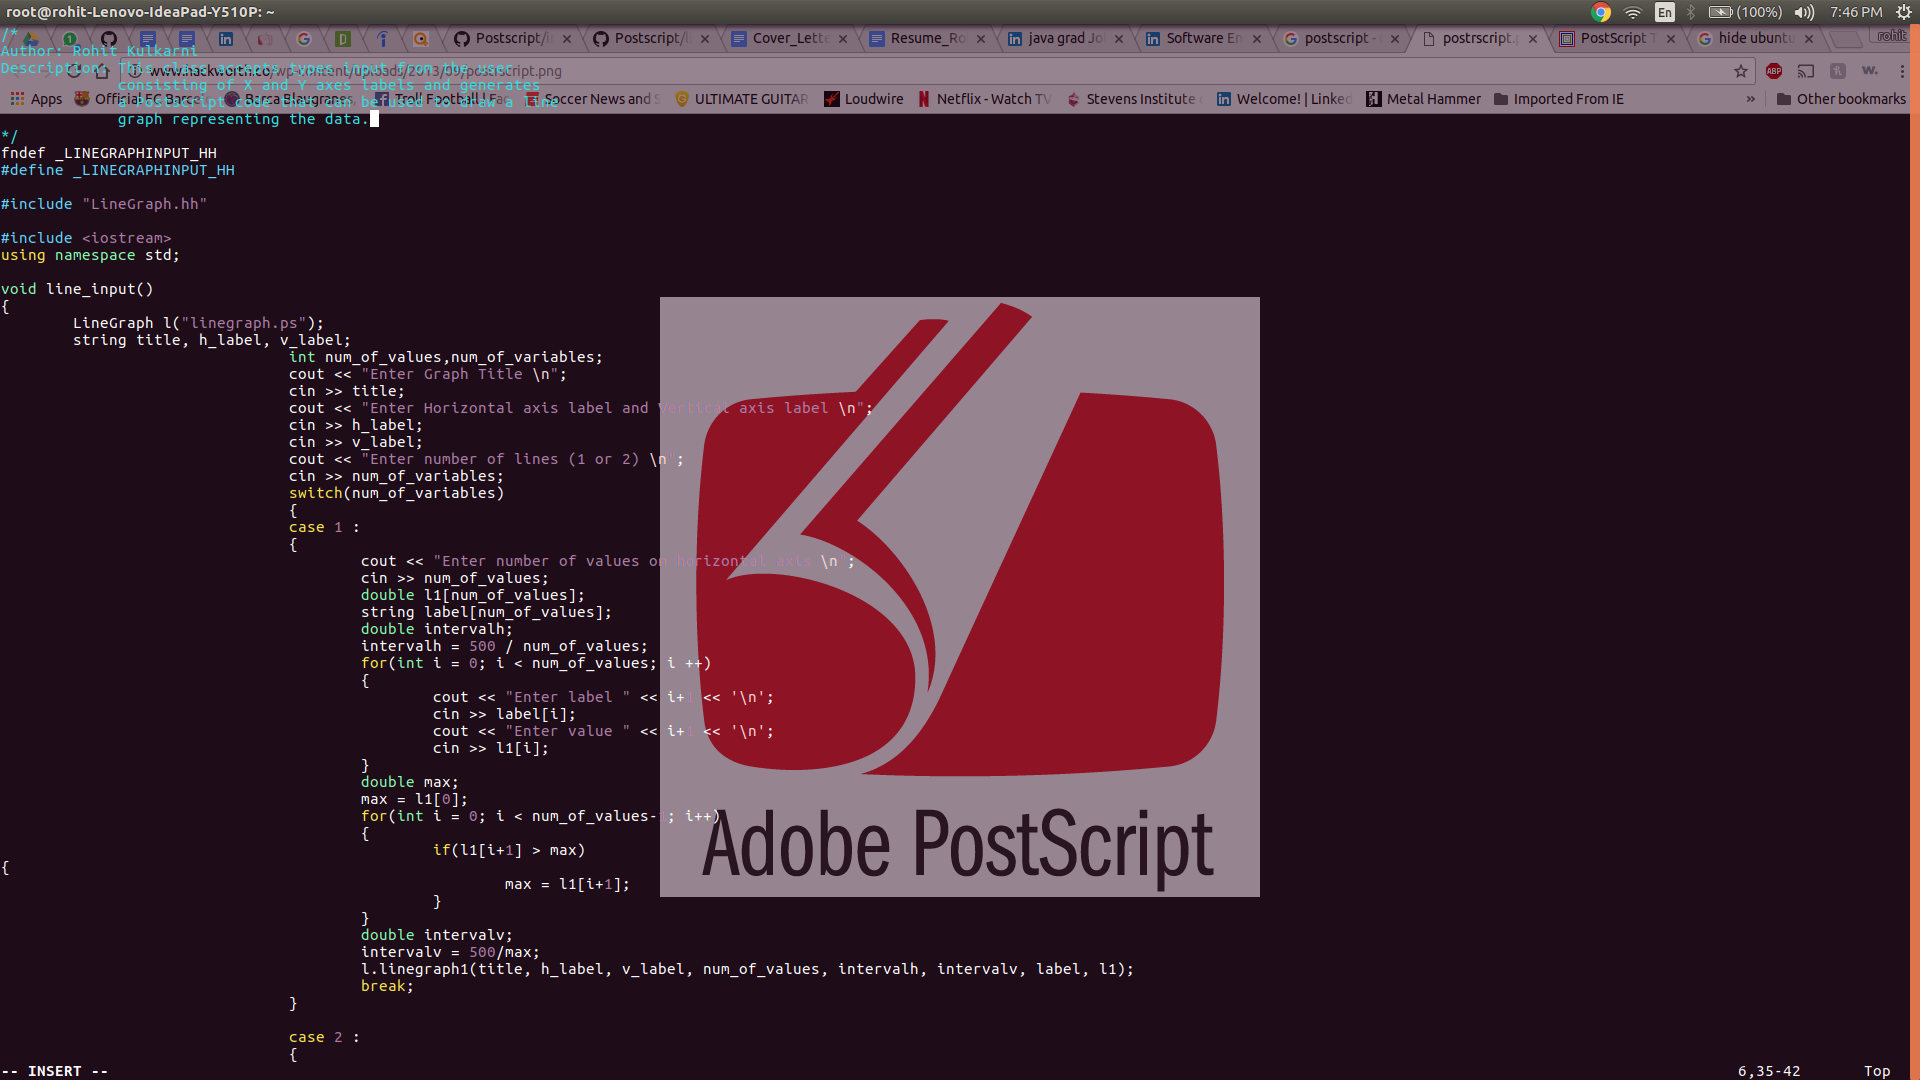 root@rohit-Lenovo-IdeaPad-Y510P: ~
En (100%) 7:46 PM
Postscript/ Postscript/ Cover_Lette Resume_Ro java grad Jo Software En postscript - postrscript.p PostScript T hide ubuntu rohit
/*
Author: Rohit Kulkarni
Description: This class accepts types input from the user
www.hackworth.co/wp-content/uploads/2013/09/postrscript.png
consisting of X and Y axes labels and generates
Apps Official FC Barce Barca Blaugranes Troll Football | Fac Soccer News and S ULTIMATE GUITAR Loudwire Netflix - Watch TV Stevens Institute Welcome! | Linked Metal Hammer Imported From IE » Other bookmarks
a Postscript code that can be used to draw a line
graph representing the data.
*/
fndef _LINEGRAPHINPUT_HH
#define _LINEGRAPHINPUT_HH
#include "LineGraph.hh"
#include <iostream>
using namespace std;
void line_input()
{
LineGraph l("linegraph.ps");
string title, h_label, v_label;
int num_of_values,num_of_variables;
cout << "Enter Graph Title \n";
cin >> title;
cout << "Enter Horizontal axis label and Vertical axis label \n";
cin >> h_label;
cin >> v_label;
cout << "Enter number of lines (1 or 2) \n";
cin >> num_of_variables;
switch(num_of_variables)
{
case 1 :
{
cout << "Enter number of values on horizontal axis \n";
cin >> num_of_values;
double l1[num_of_values];
string label[num_of_values];
double intervalh;
intervalh = 500 / num_of_values;
for(int i = 0; i < num_of_values; i ++)
{
cout << "Enter label " << i+1 << '\n';
cin >> label[i];
cout << "Enter value " << i+1 << '\n';
cin >> l1[i];
}
double max;
max = l1[0];
for(int i = 0; i < num_of_values-1; i++)
{
if(l1[i+1] > max)
{
max = l1[i+1];
}
}
double intervalv;
intervalv = 500/max;
l.linegraph1(title, h_label, v_label, num_of_values, intervalh, intervalv, label, l1);
break;
}
case 2 :
{
-- INSERT -- 6,35-42 Top
Adobe PostScript